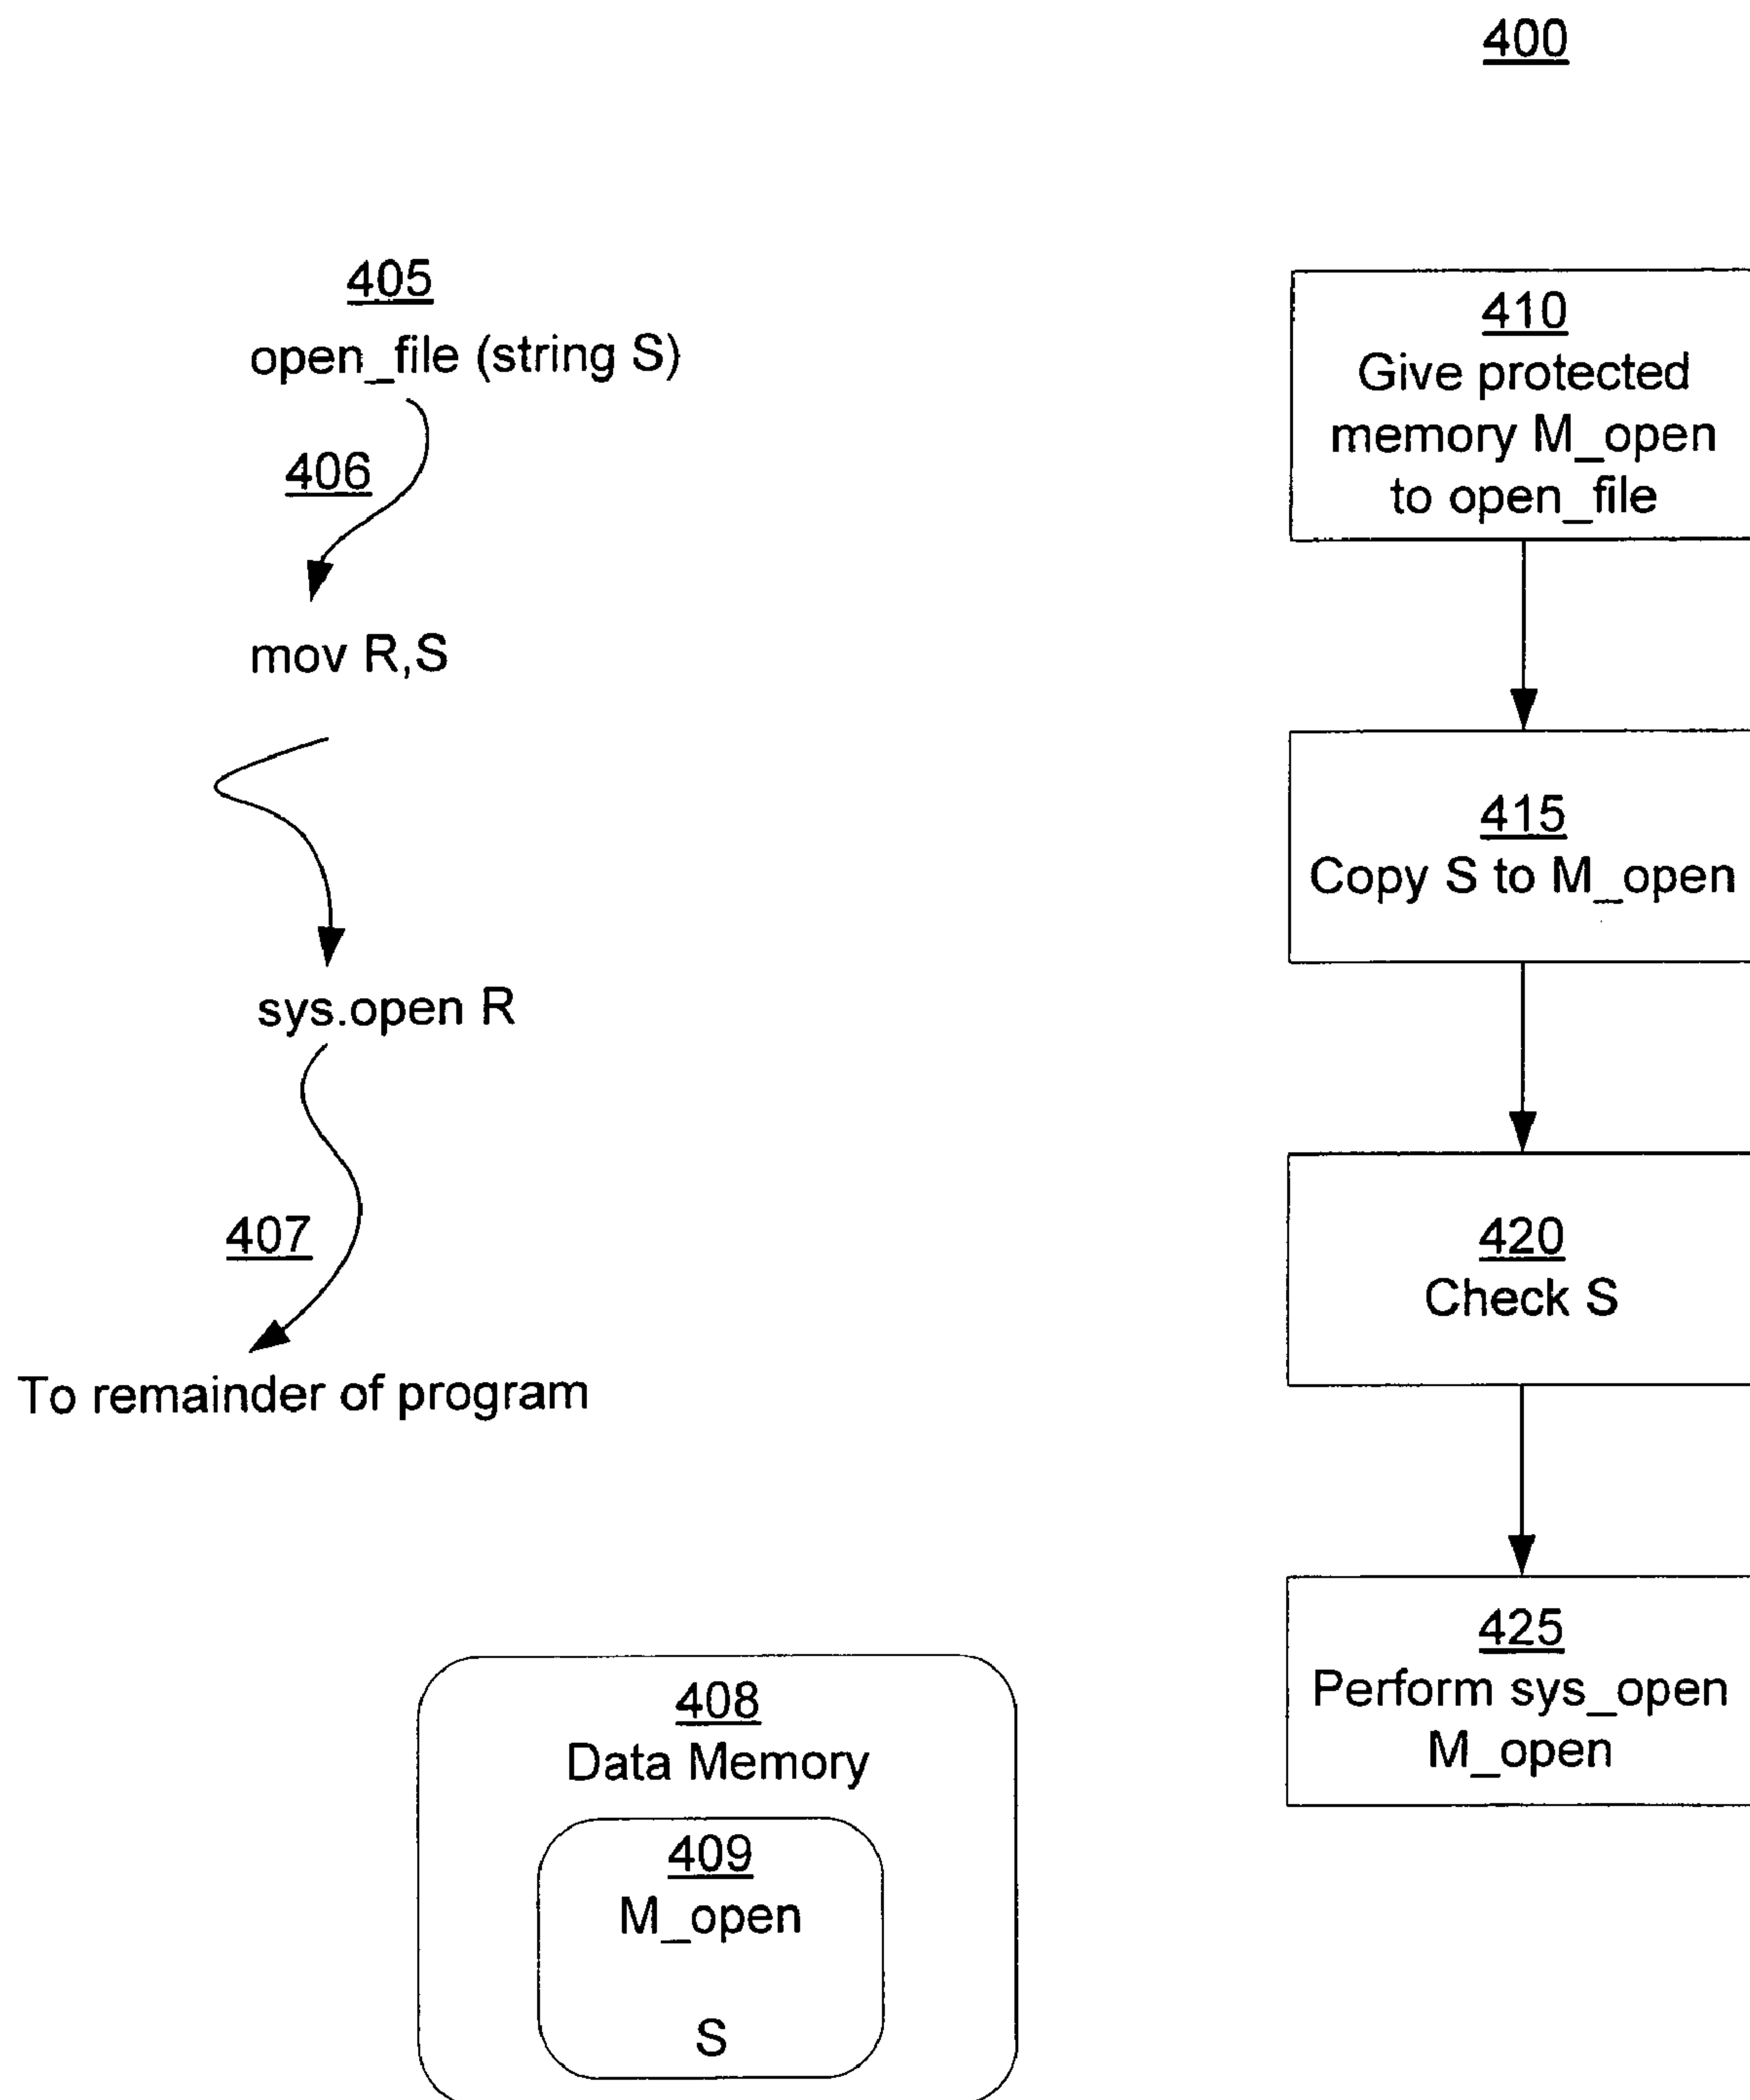 400
405
open_file (string S)
406
mov R,S
sys.open R
407
To remainder of program
408
Data Memory
409
M_open
S
410
Give protected
memory M_open
to open_file
415
Copy S to M_open
420
Check S
425
Perform sys_open
M_open